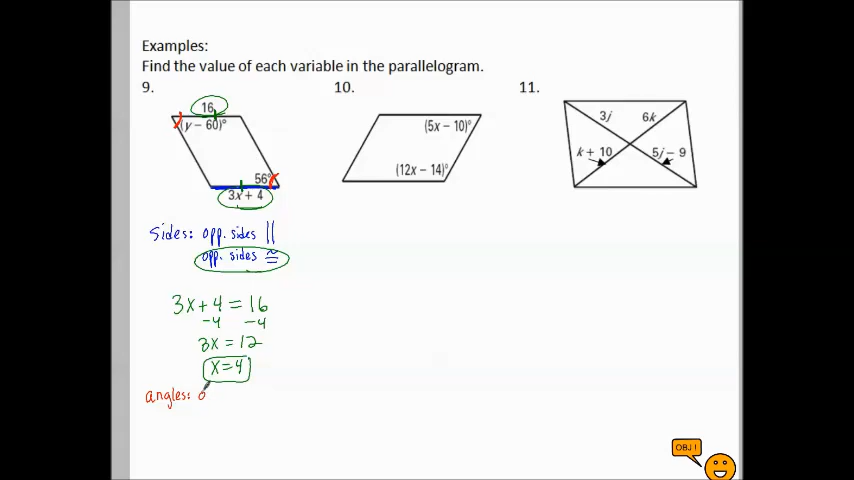 Examples:
Find the value of each variable in the parallelogram.
9. 10. 11.
16
(y − 60)°
56°
3x + 4
(5x − 10)°
(12x − 14)°
3j 6k
k + 10 5j − 9
Sides: opp. sides ||
opp. sides ≅
3x + 4 = 16
−4 −4
3x = 12
x = 4
angles: o
OBJ !